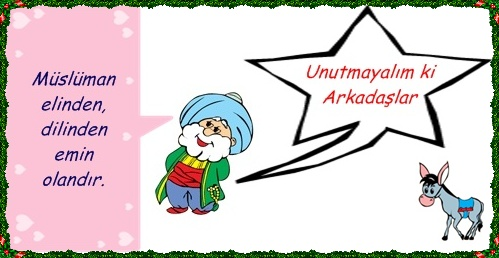 Müslüman
elinden,
dilinden
emin
olandır.
Unutmayalım ki
Arkadaşlar